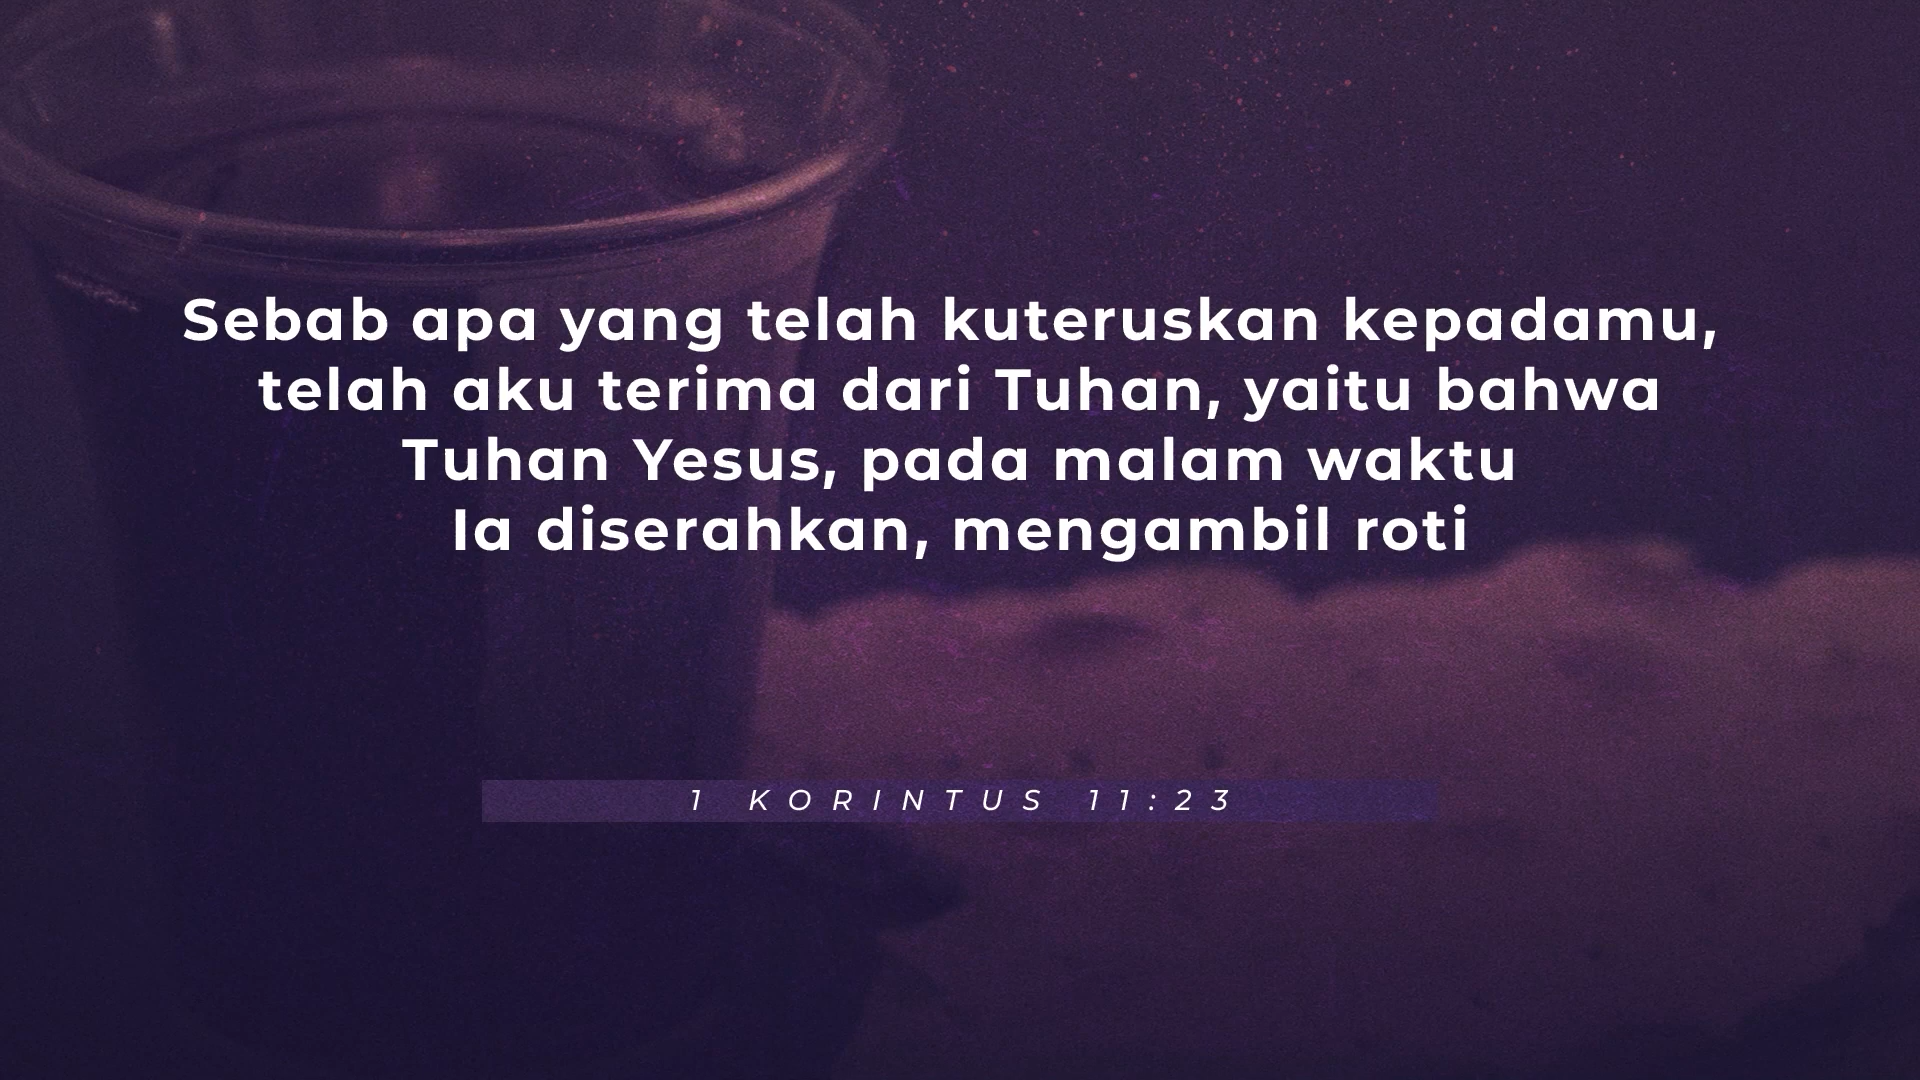 Sebab apa yang telah kuteruskan kepadamu,
telah aku terima dari Tuhan, yaitu bahwa
Tuhan Yesus, pada malam waktu
Ia diserahkan, mengambil roti
1 KORINTUS 11:23